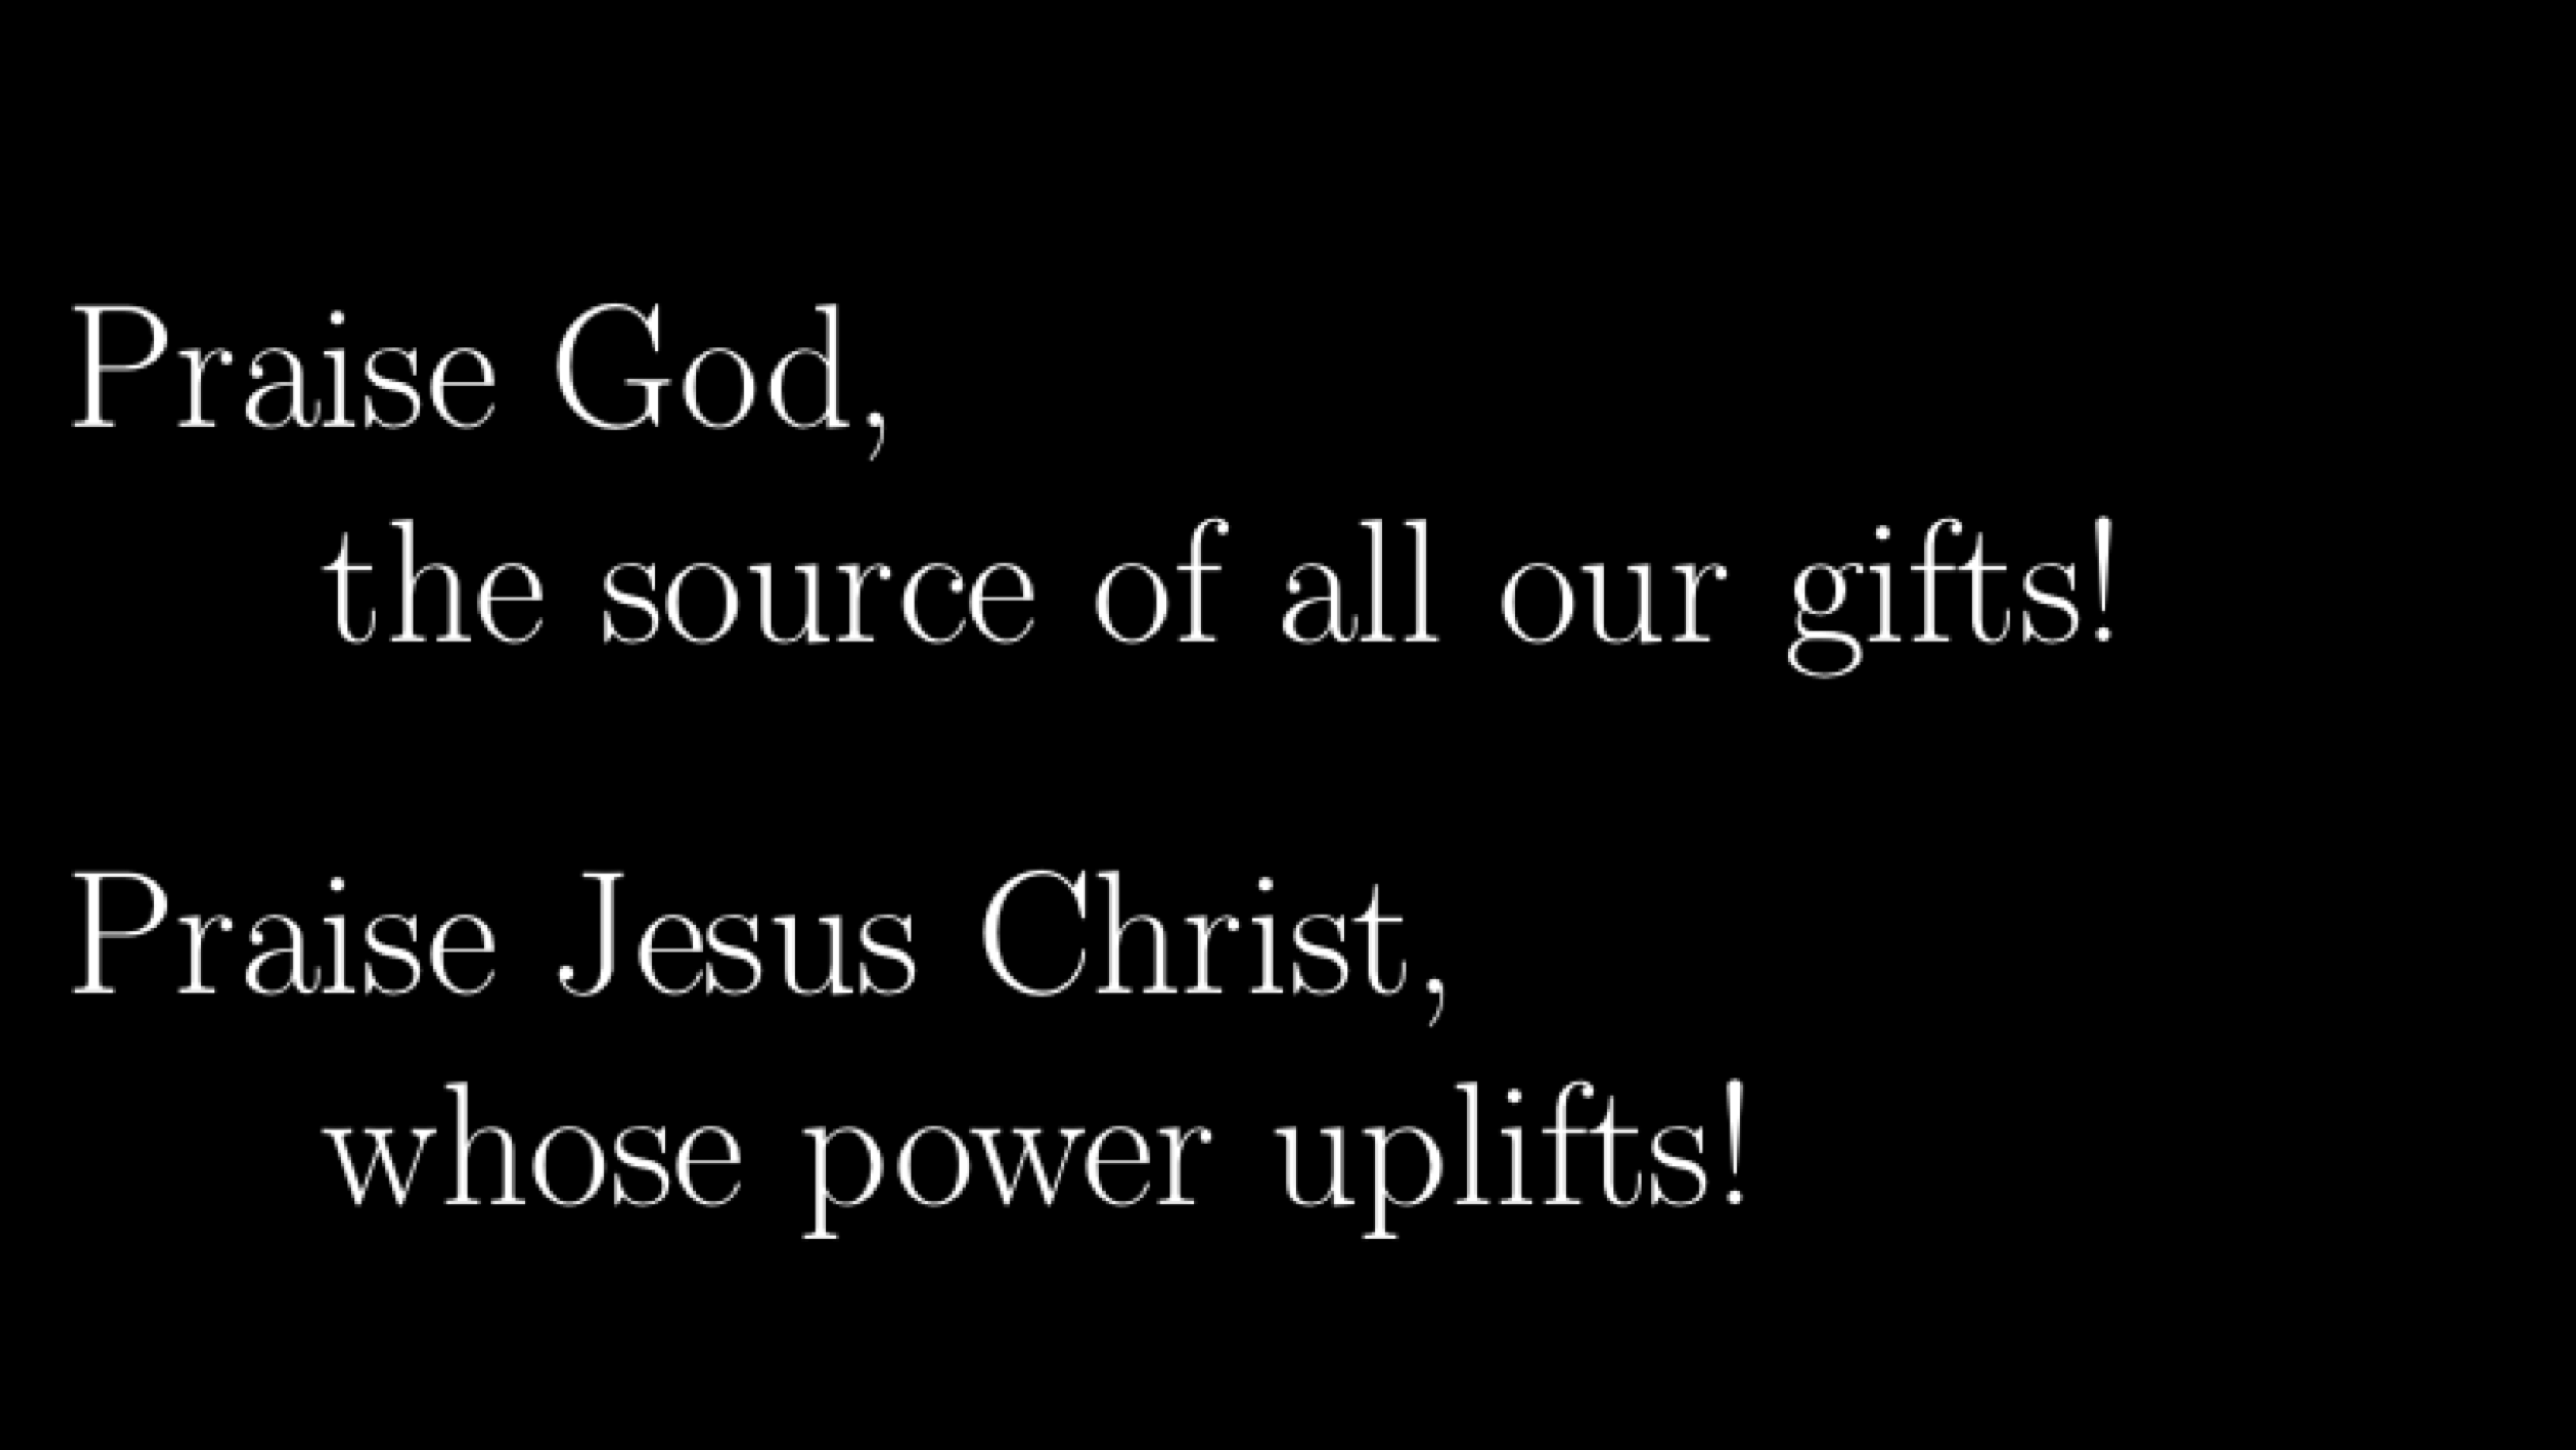 Praise God,
the source of all our gifts!
Praise Jesus Christ,
whose power uplifts!